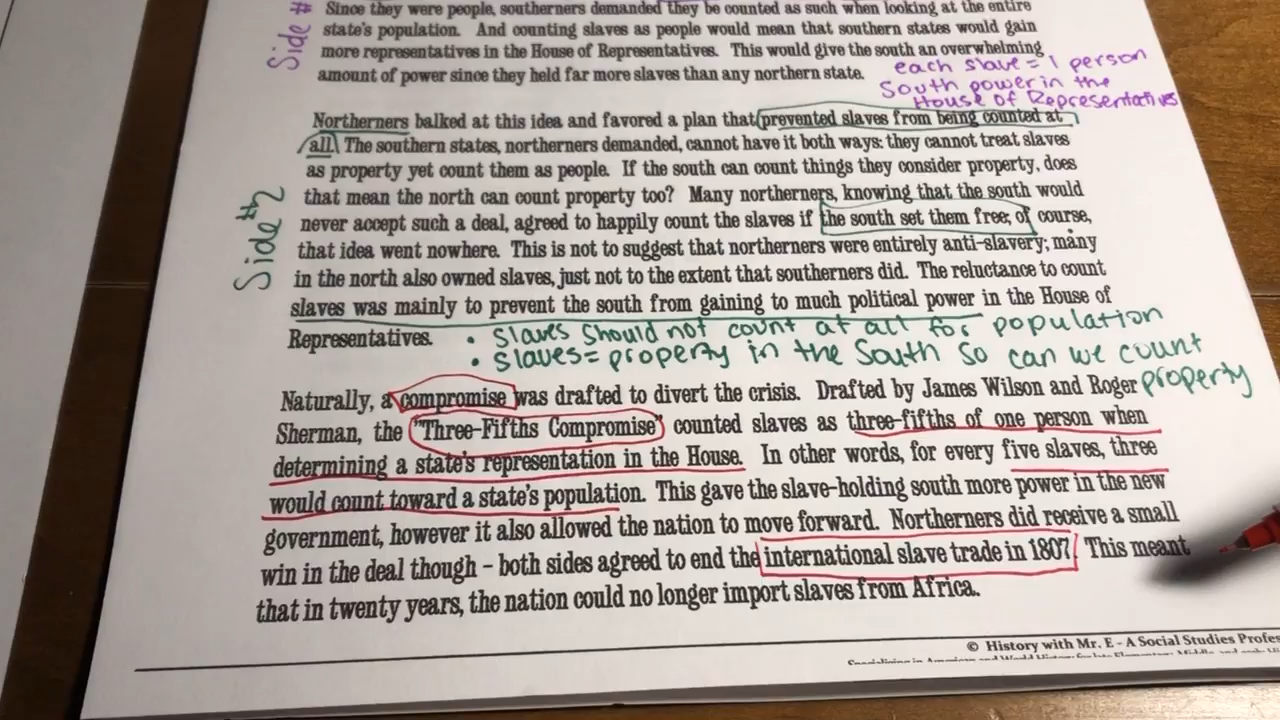 Side #
Since they were people, southerners demanded they be counted as such when looking at the entire
state's population. And counting slaves as people would mean that southern states would gain
more representatives in the House of Representatives. This would give the south an overwhelming
amount of power since they held far more slaves than any northern state.
each slave = 1 person
South power in the
House of Representatives
Northerners balked at this idea and favored a plan that prevented slaves from being counted at
all. The southern states, northerners demanded, cannot have it both ways: they cannot treat slaves
as property yet count them as people. If the south can count things they consider property, does
that mean the north can count property too? Many northerners, knowing that the south would
never accept such a deal, agreed to happily count the slaves if the south set them free; of course,
that idea went nowhere. This is not to suggest that northerners were entirely anti-slavery; many
in the north also owned slaves, just not to the extent that southerners did. The reluctance to count
slaves was mainly to prevent the south from gaining to much political power in the House of
Representatives.
Side #2
• Slaves should not count at all for population
• Slaves = property in the South so can we count
property
Naturally, a compromise was drafted to divert the crisis. Drafted by James Wilson and Roger
Sherman, the "Three-Fifths Compromise" counted slaves as three-fifths of one person when
determining a state's representation in the House. In other words, for every five slaves, three
would count toward a state's population. This gave the slave-holding south more power in the new
government, however it also allowed the nation to move forward. Northerners did receive a small
win in the deal though – both sides agreed to end the international slave trade in 1807. This meant
that in twenty years, the nation could no longer import slaves from Africa.
© History with Mr. E - A Social Studies Profes